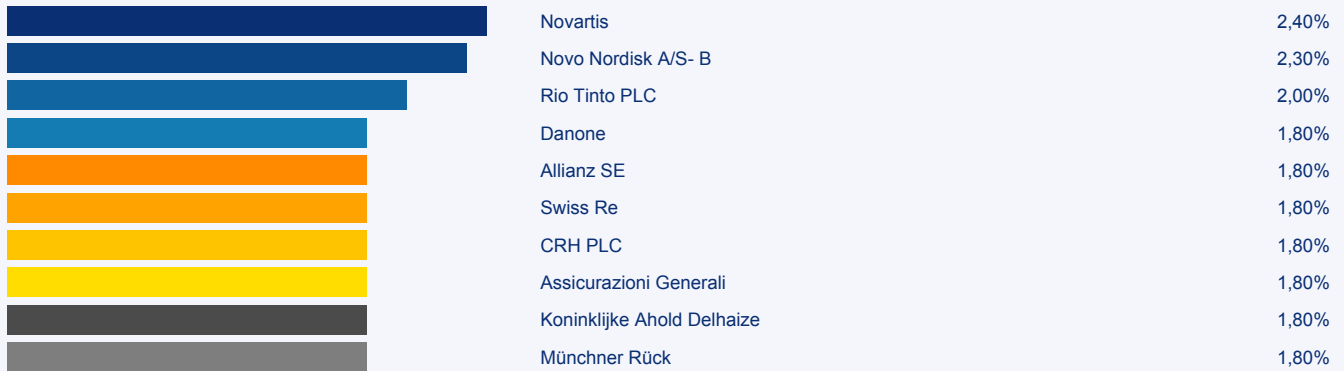 Novartis 2,40%
Novo Nordisk A/S- B 2,30%
Rio Tinto PLC 2,00%
Danone 1,80%
Allianz SE 1,80%
Swiss Re 1,80%
CRH PLC 1,80%
Assicurazioni Generali 1,80%
Koninklijke Ahold Delhaize 1,80%
Münchner Rück 1,80%